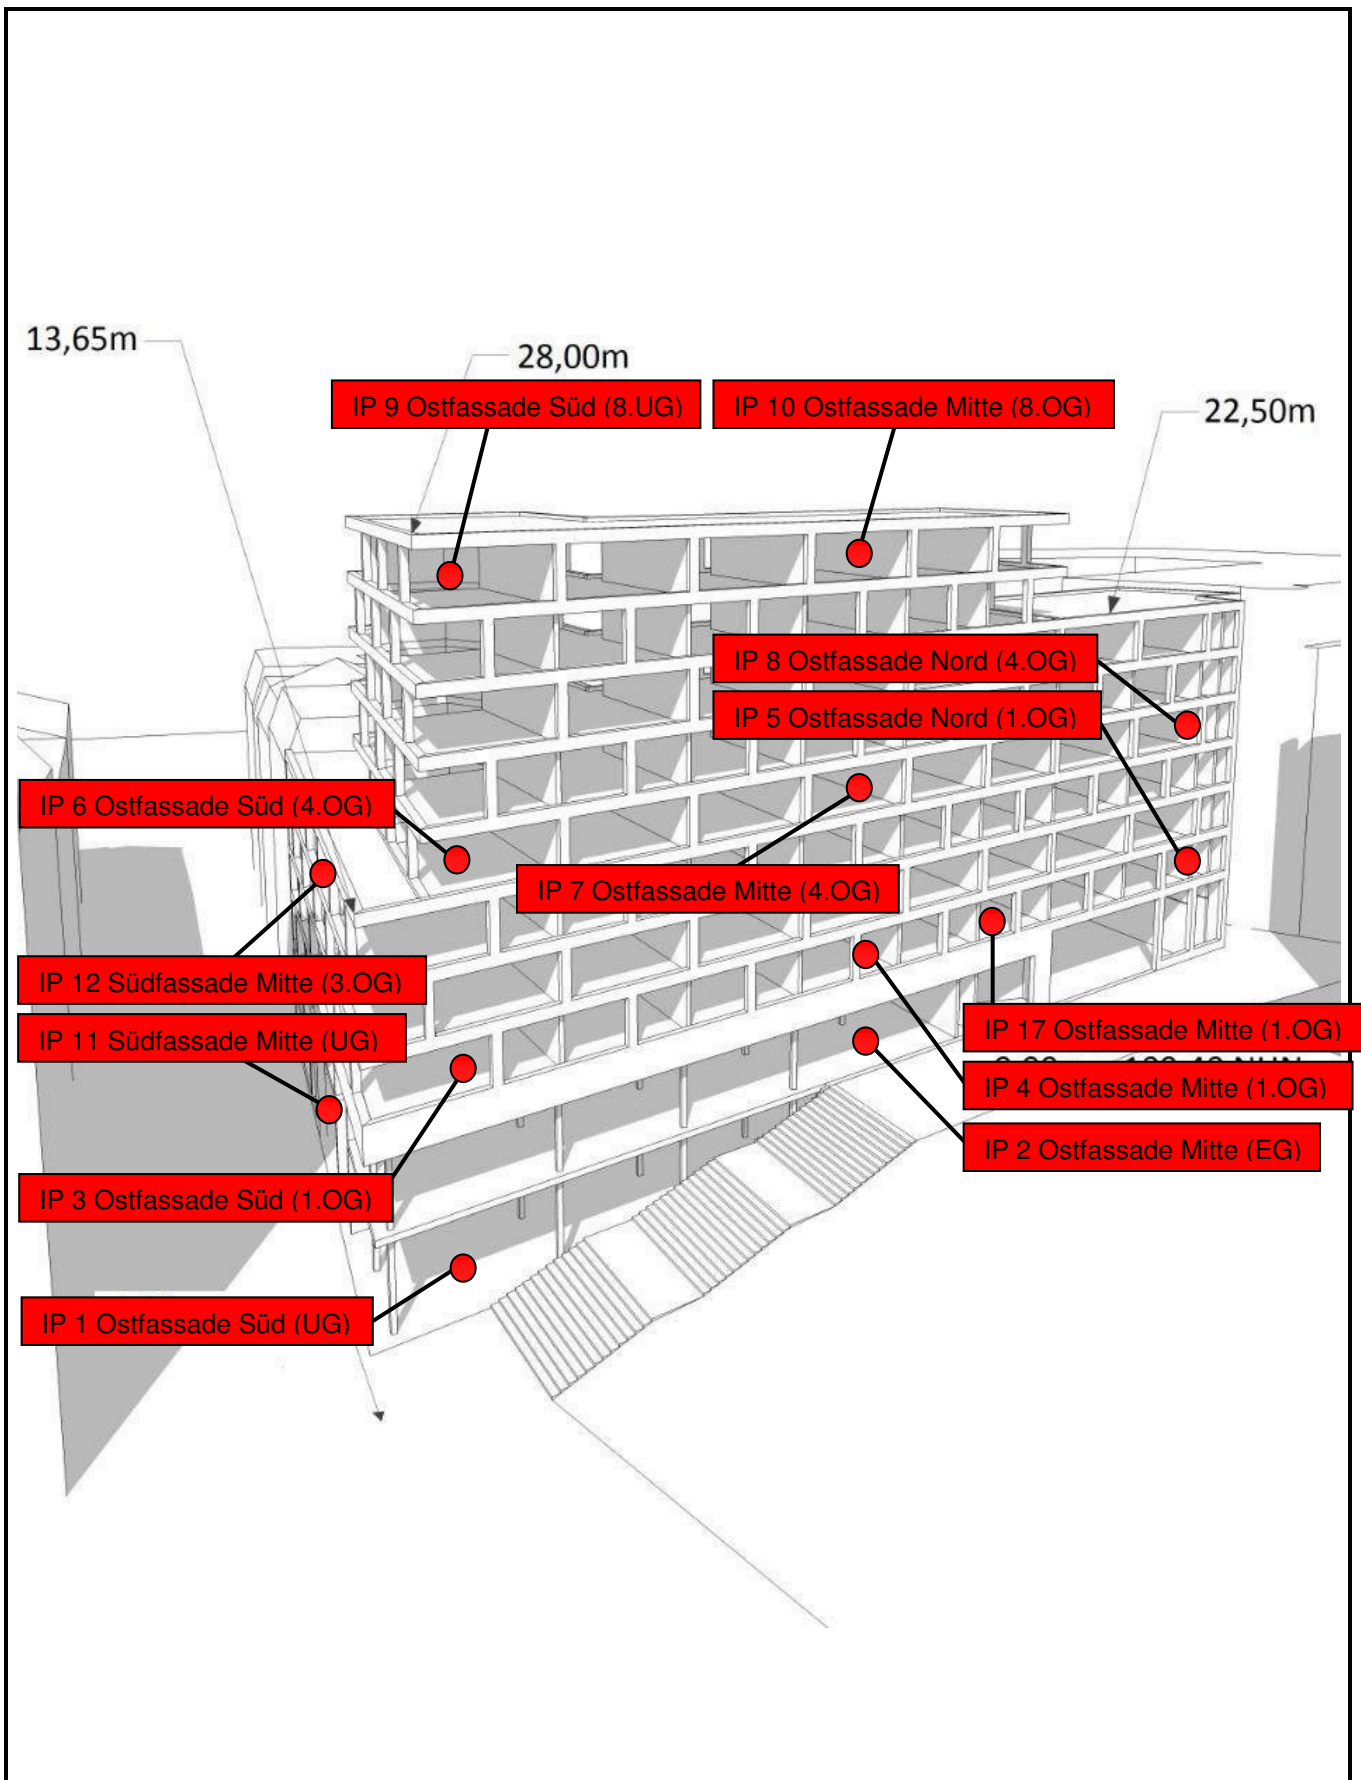 13,65m
28,00m
IP 9 Ostfassade Süd (8.UG)
IP 10 Ostfassade Mitte (8.OG)
22,50m
IP 8 Ostfassade Nord (4.OG)
IP 5 Ostfassade Nord (1.OG)
IP 6 Ostfassade Süd (4.OG)
IP 7 Ostfassade Mitte (4.OG)
IP 12 Südfassade Mitte (3.OG)
IP 11 Südfassade Mitte (UG)
IP 17 Ostfassade Mitte (1.OG)
IP 4 Ostfassade Mitte (1.OG)
IP 2 Ostfassade Mitte (EG)
IP 3 Ostfassade Süd (1.OG)
IP 1 Ostfassade Süd (UG)